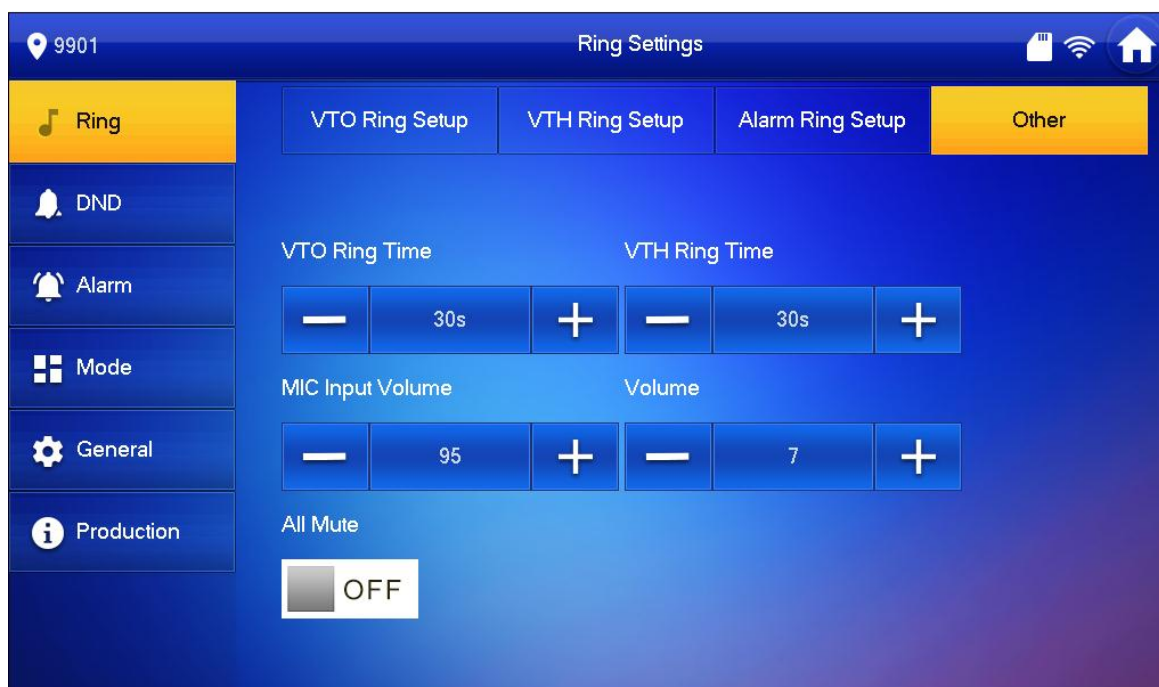 9901
Ring Settings
Ring
DND
Alarm
Mode
General
Production
VTO Ring Setup
VTH Ring Setup
Alarm Ring Setup
Other
VTO Ring Time
VTH Ring Time
30s
30s
MIC Input Volume
Volume
95
7
All Mute
OFF